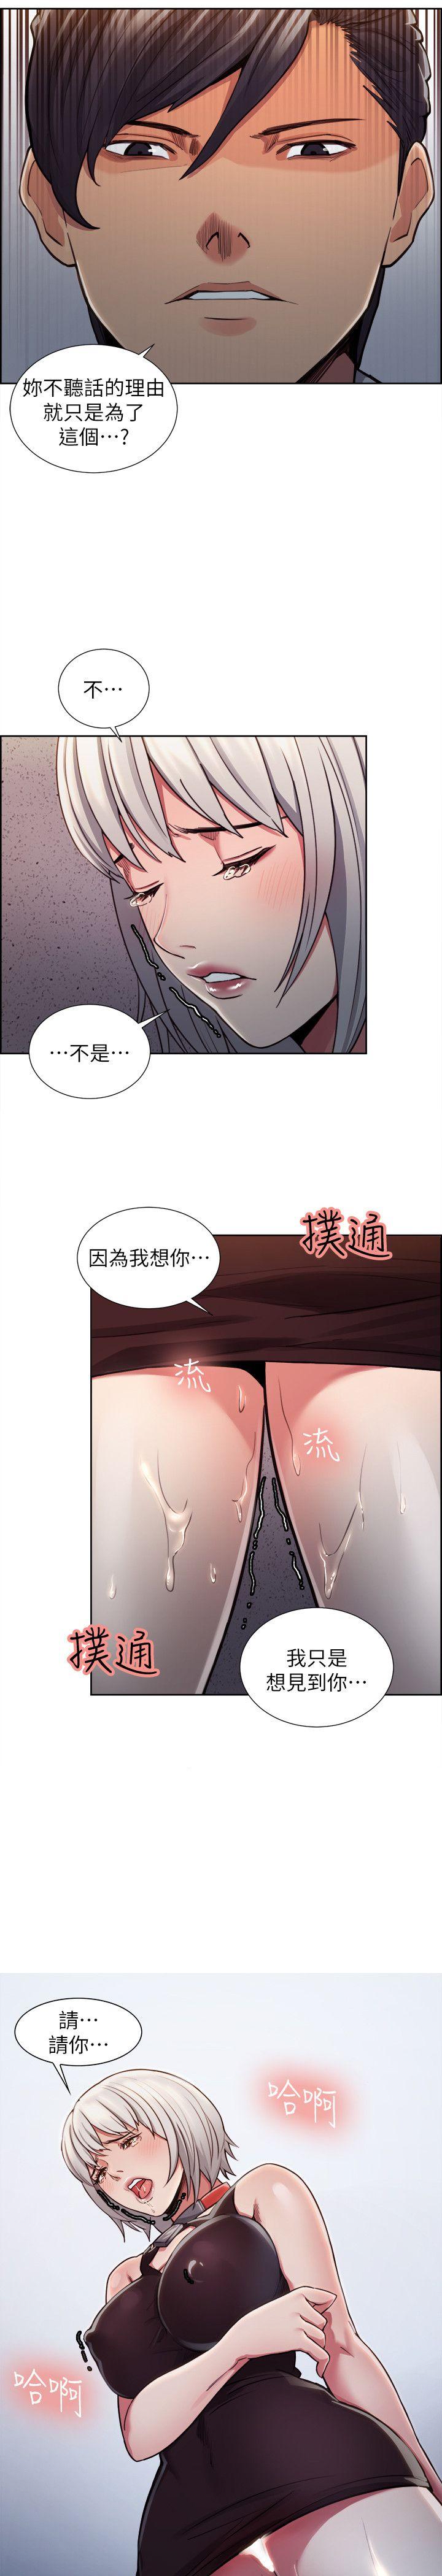 妳不聽話的理由
就只是為了
這個…?
不…
…不是…
撲通
因為我想你…
流
流
撲通
我只是
想見到你…
請…
請你…
哈啊
哈啊